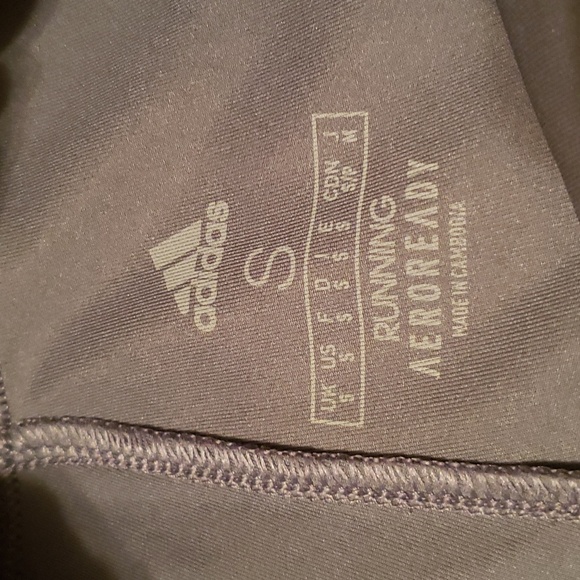 adidas
S
UK US F D I E CDN J
S S S S S S S/P M
RUNNING
AEROREADY
MADE IN CAMBODIA